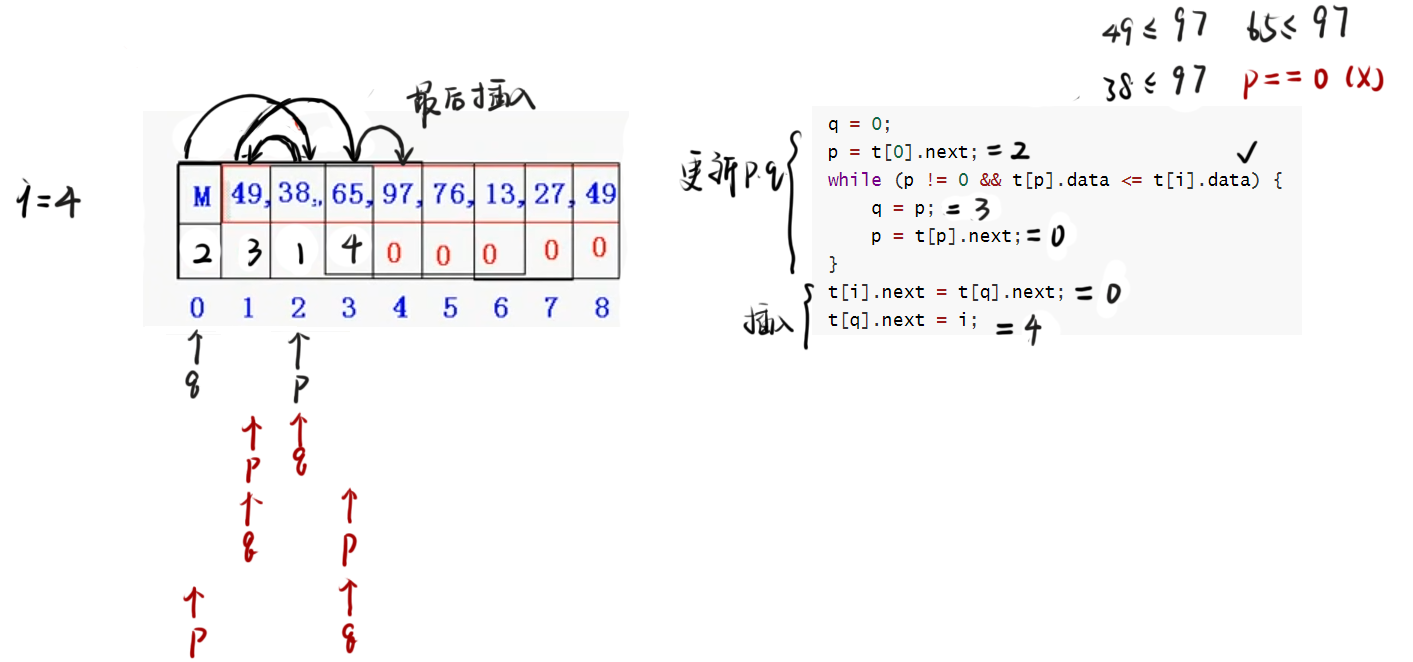 49 ≤ 97 65 ≤ 97
38 ≤ 97 p == 0 (X)
最后插入
i=4
M 49, 38,, 65, 97, 76, 13, 27, 49
2 3 1 4 0 0 0 0 0
0 1 2 3 4 5 6 7 8
q p
p q
q p
p q
更新p.q
q = 0;
p = t[0].next; = 2 ✓
while (p != 0 && t[p].data <= t[i].data) {
q = p; = 3
p = t[p].next; = 0
}
插入
t[i].next = t[q].next; = 0
t[q].next = i; = 4